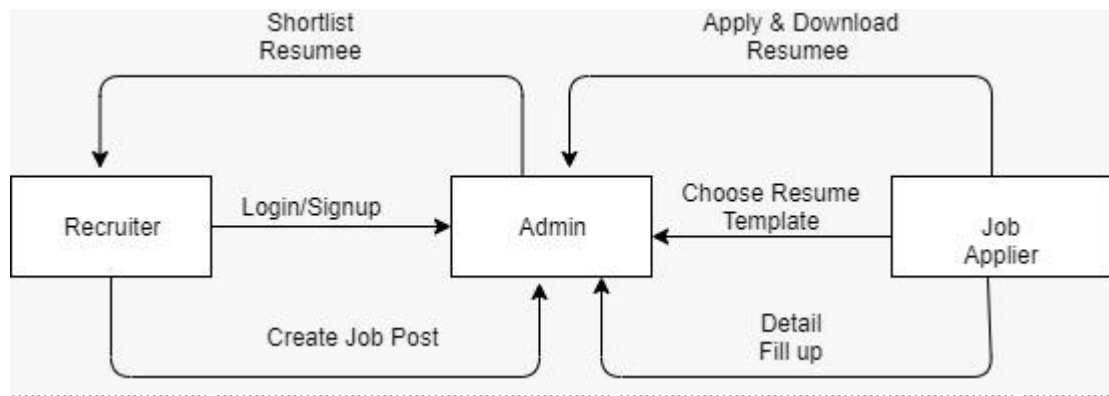 Shortlist
Resumee
Apply & Download
Resumee
Recruiter
Login/Signup
Admin
Choose Resume
Template
Job
Applier
Create Job Post
Detail
Fill up